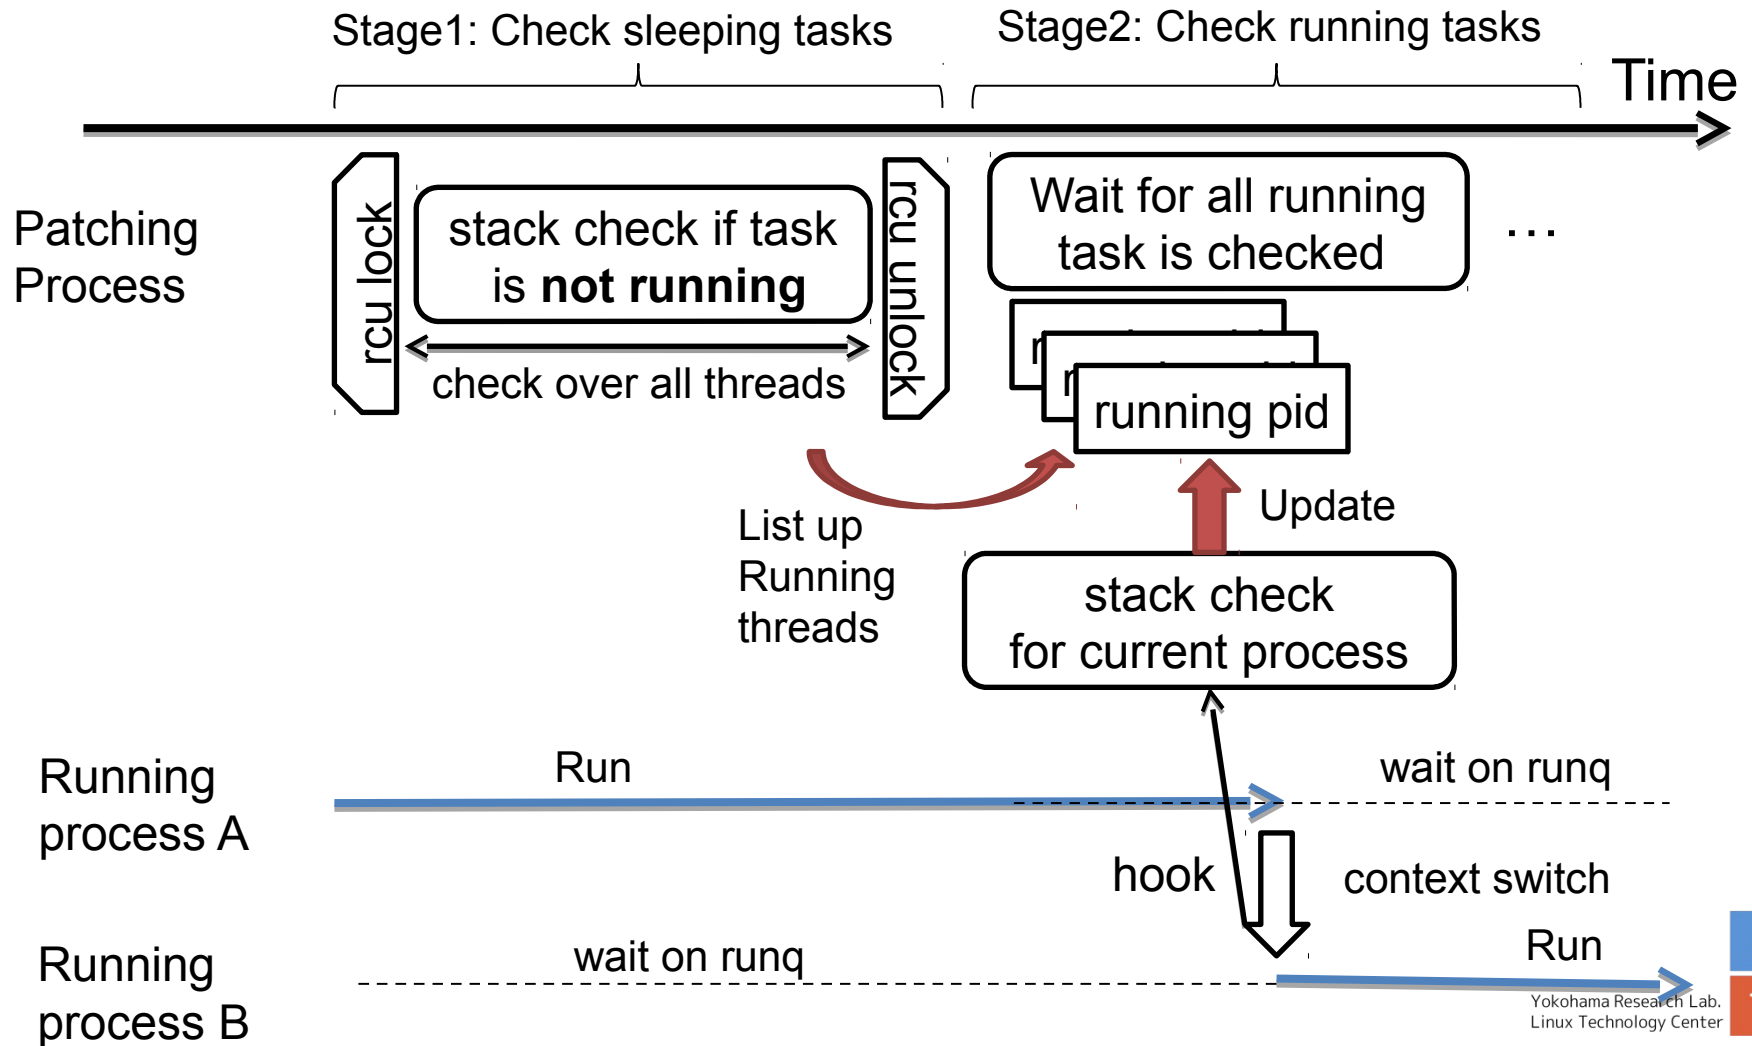 Stage1: Check sleeping tasks
Stage2: Check running tasks
Time
Patching
Process
rcu lock
stack check if task
is not running
check over all threads
rcu unlock
Wait for all running
task is checked
...
running pid
List up
Running
threads
Update
stack check
for current process
Running
process A
Run
wait on runq
hook
context switch
Running
process B
wait on runq
Run
Yokohama Research Lab.
Linux Technology Center